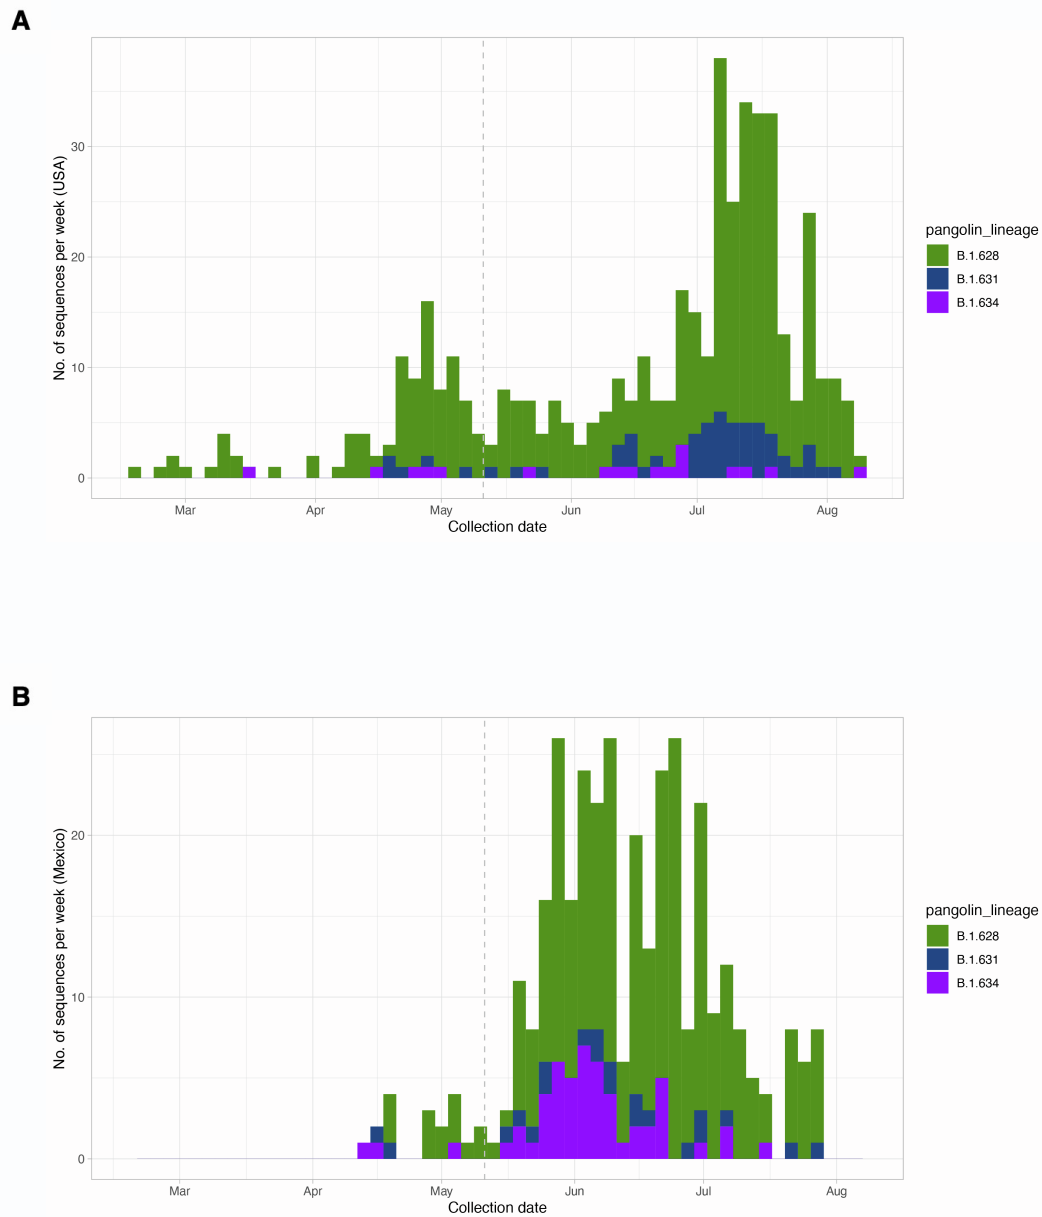 A
No. of sequences per week (USA)
30
20
10
0
Mar Apr May Jun Jul Aug
Collection date
pangolin_lineage
B.1.628
B.1.631
B.1.634
B
No. of sequences per week (Mexico)
20
10
0
Mar Apr May Jun Jul Aug
Collection date
pangolin_lineage
B.1.628
B.1.631
B.1.634